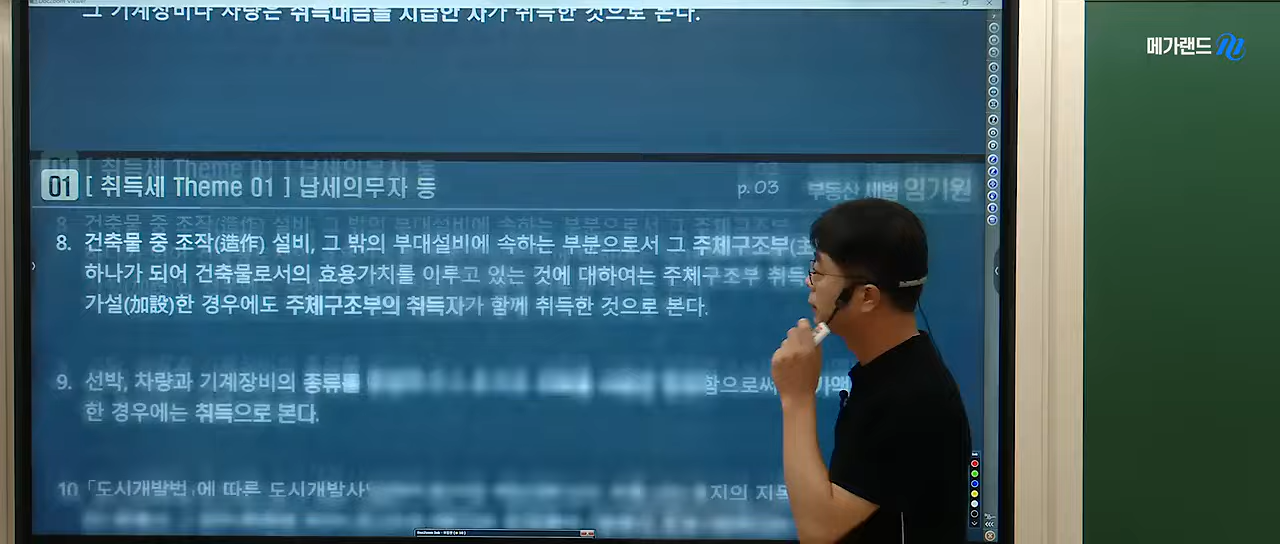 그 기계장비나 차량은 취득대금을 지급한 자가 취득한 것으로 본다.
메가랜드
01 [ 취득세 Theme 01 ] 납세의무자 등
p. 03 부동산 세법 임기원
8. 건축물 중 조작(造作) 설비, 그 밖의 부대설비에 속하는 부분으로서 그 주체구조부(主
하나가 되어 건축물로서의 효용가치를 이루고 있는 것에 대하여는 주체구조부 취득
가설(加設)한 경우에도 주체구조부의 취득자가 함께 취득한 것으로 본다.
9. 선박, 차량과 기계장비의 종류를 함으로써 가액
한 경우에는 취득으로 본다.
10 「도시개발법」에 따른 도시개발사 지의 지목